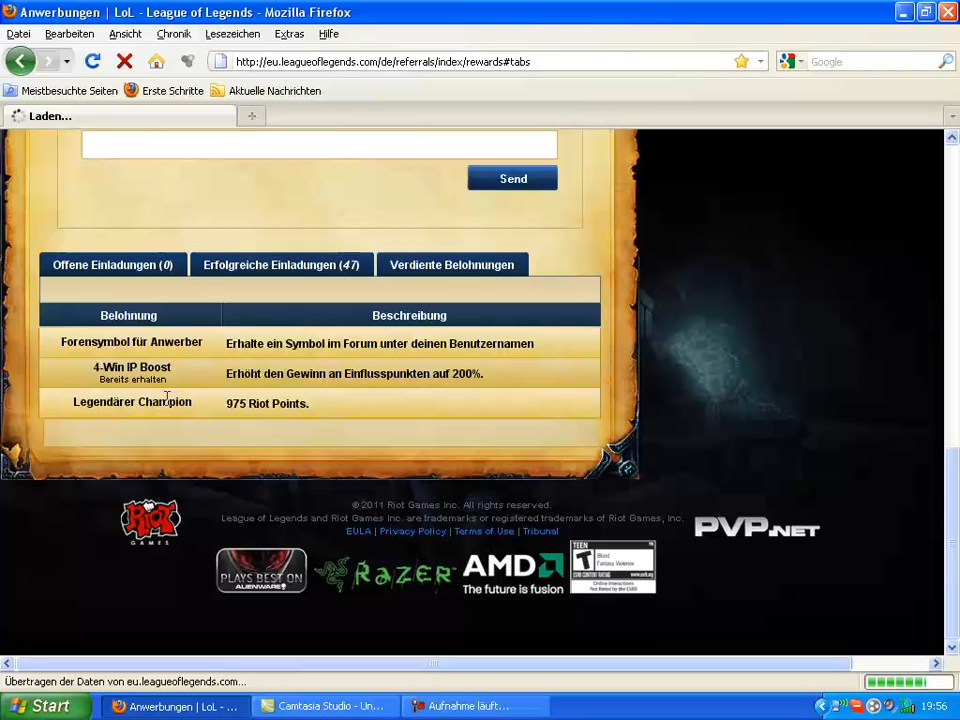 Anwerbungen | LoL - League of Legends - Mozilla Firefox
Datei Bearbeiten Ansicht Chronik Lesezeichen Extras Hilfe
http://eu.leagueoflegends.com/de/referrals/index/rewards#tabs
Google
Meistbesuchte Seiten Erste Schritte Aktuelle Nachrichten
Laden...
Send
Offene Einladungen (0) Erfolgreiche Einladungen (47) Verdiente Belohnungen
Belohnung Beschreibung
Forensymbol für Anwerber Erhalte ein Symbol im Forum unter deinen Benutzernamen
4-Win IP Boost
Bereits erhalten
Erhöht den Gewinn an Einflusspunkten auf 200%.
Legendärer Champion 975 Riot Points.
©2011 Riot Games Inc. All rights reserved.
League of Legends and Riot Games Inc. are trademarks or registered trademarks of Riot Games, Inc.
EULA | Privacy Policy | Terms of Use | Tribunal
RIOT
GAMES
PVP.NET
PLAYS BEST ON
ALIENWARE
RAZER
AMD
The future is fusion
TEEN
T
Blood
Fantasy Violence
Online Interactions
Not Rated by the ESRB
Übertragen der Daten von eu.leagueoflegends.com...
Start
Anwerbungen | LoL - ...
Camtasia Studio - Un...
Aufnahme läuft...
19:56